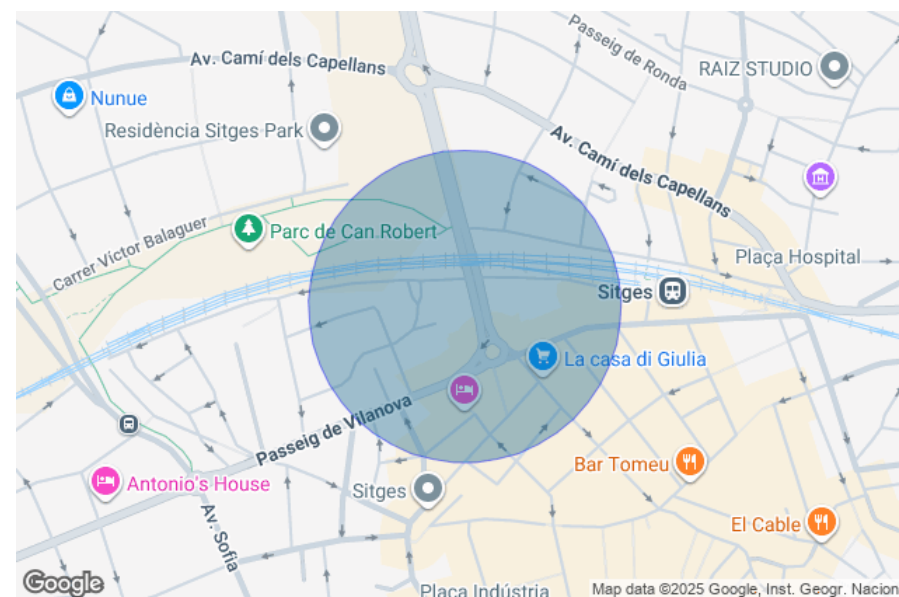 Passeig de Ronda
Av. Camí dels Capellans
RAIZ STUDIO
Nunue
Residència Sitges Park
Av. Camí dels Capellans
Carrer Víctor Balaguer
Parc de Can Robert
Plaça Hospital
Sitges
La casa di Giulia
Passeig de Vilanova
Bar Tomeu
Antonio's House
Sitges
El Cable
Av. Sofia
Plaça Indústria
Google
Map data ©2025 Google, Inst. Geogr. Nacion